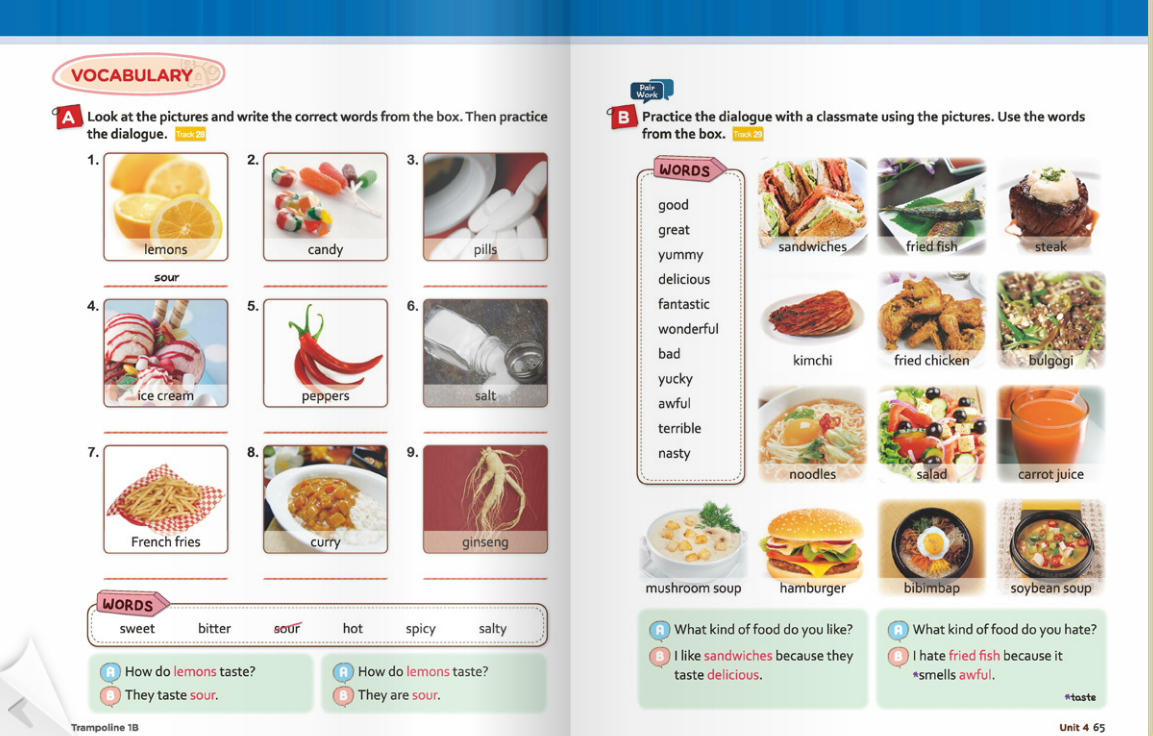 VOCABULARY
A Look at the pictures and write the correct words from the box. Then practice
the dialogue. Track 28
1.
lemons
sour
2.
candy
3.
pills
4.
ice cream
5.
peppers
6.
salt
7.
French fries
8.
curry
9.
ginseng
WORDS
sweet bitter sour hot spicy salty
A How do lemons taste?
B They taste sour.
A How do lemons taste?
B They are sour.
Trampoline 1B
Pair
Work
B Practice the dialogue with a classmate using the pictures. Use the words
from the box. Track 29
WORDS
good
great
yummy
delicious
fantastic
wonderful
bad
yucky
awful
terrible
nasty
sandwiches
fried fish
steak
kimchi
fried chicken
bulgogi
noodles
salad
carrot juice
mushroom soup
hamburger
bibimbap
soybean soup
A What kind of food do you like?
B I like sandwiches because they
taste delicious.
A What kind of food do you hate?
B I hate fried fish because it
*smells awful.
*taste
Unit 4 65